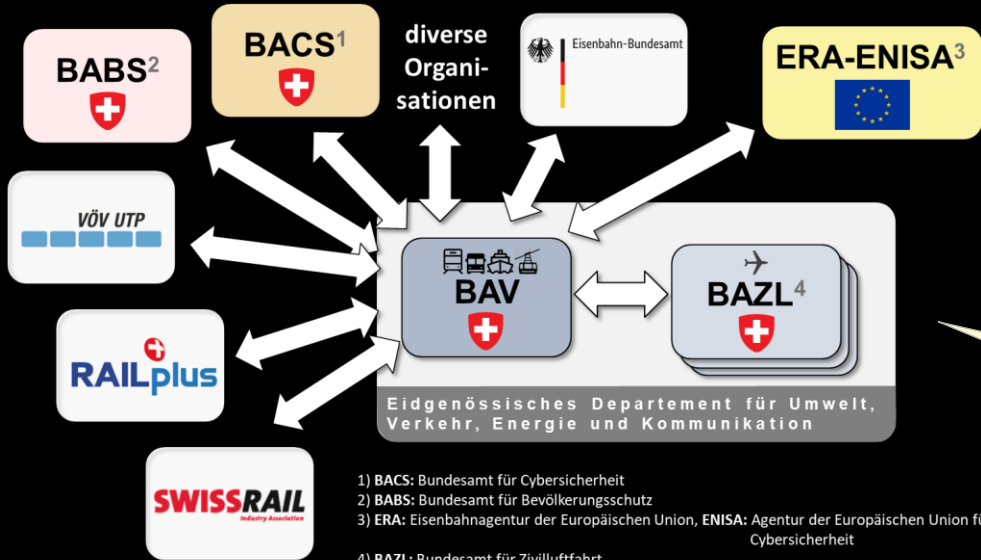 BABS2
BACS1
diverse
Organi-
sationen
Eisenbahn-Bundesamt
ERA-ENISA3
VÖV UTP
BAV
BAZL4
RAILplus
Eidgenössisches Departement für Umwelt,
Verkehr, Energie und Kommunikation
SWISSRAIL
Industry Association
1) BACS: Bundesamt für Cybersicherheit
2) BABS: Bundesamt für Bevölkerungsschutz
3) ERA: Eisenbahnagentur der Europäischen Union, ENISA: Agentur der Europäischen Union
Cybersicherheit
4) BAZL: Bundesamt für Zivilluftfahrt